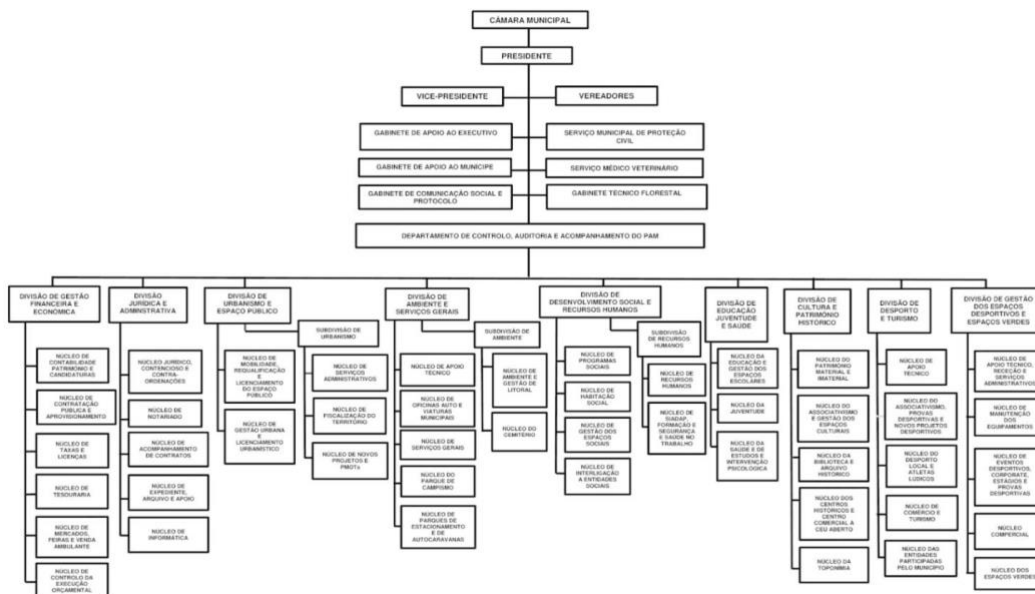 CÂMARA MUNICIPAL
PRESIDENTE
VICE-PRESIDENTE
VEREADORES
GABINETE DE APOIO AO EXECUTIVO
SERVIÇO MUNICIPAL DE PROTEÇÃO
CIVIL
GABINETE DE APOIO AO MUNÍCIPE
SERVIÇO MÉDICO VETERINÁRIO
GABINETE DE COMUNICAÇÃO SOCIAL E
PROTOCOLO
GABINETE TECNICO FLORESTAL
DEPARTAMENTO DE CONTROLO, AUDITORIA E ACOMPANHAMENTO DO PAM
DIVISÃO DE GESTÃO
FINANCEIRA E
ECONÓMICA
NÚCLEO DE
CONTABILIDADE
PATRIMÓNIO E
CANDIDATURAS
NÚCLEO DE
CONTRATAÇÃO
PÚBLICA E
APROVISIONAMENTO
NÚCLEO DE
TAXAS E
LICENÇAS
NÚCLEO DE
TESOURARIA
NÚCLEO DE
MERCADOS,
FEIRAS E VENDA
AMBULANTE
NÚCLEO DE
CONTROLO DA
EXECUÇÃO
ORÇAMENTAL
DIVISÃO
JURÍDICA E
ADMINISTRATIVA
NÚCLEO JURÍDICO,
CONTENCIOSO E
CONTRA-
ORDENAÇÕES
NÚCLEO DE
NOTARIADO
NÚCLEO DE
ACOMPANHAMENTO
DE CONTRATOS
NÚCLEO DE
EXPEDIENTE,
ARQUIVO E APOIO
NÚCLEO DE
INFORMÁTICA
DIVISÃO DE
URBANISMO E
ESPAÇO PÚBLICO
NÚCLEO DE
MOBILIDADE,
REQUALIFICAÇÃO
E
LICENCIAMENTO
DO ESPAÇO
PÚBLICO
NÚCLEO DE
GESTÃO URBANA
E
LICENCIAMENTO
URBANÍSTICO
SUBDIVISÃO DE
URBANISMO
NÚCLEO DE
SERVIÇOS
ADMINISTRATIVOS
NÚCLEO DE
FISCALIZAÇÃO DO
TERRITÓRIO
NÚCLEO DE NOVOS
PROJETOS E
PMOTs
DIVISÃO DE
AMBIENTE E
SERVIÇOS GERAIS
NÚCLEO DE APOIO
TÉCNICO
NÚCLEO DE
OFICINAS AUTO E
VIATURAS
MUNICIPAIS
NÚCLEO DE
SERVIÇOS GERAIS
NÚCLEO DO
PARQUE DE
CAMPISMO
NÚCLEO DE
PARQUES DE
ESTACIONAMENTO
E DE
AUTOCARAVANAS
SUBDIVISÃO DE
AMBIENTE
NÚCLEO DE
AMBIENTE E
GESTÃO DE
LITORAL
NÚCLEO DO
CEMITÉRIO
DIVISÃO DE
DESENVOLVIMENTO SOCIAL E
RECURSOS HUMANOS
NÚCLEO DE
PROGRAMAS
SOCIAIS
NÚCLEO DE
HABITAÇÃO
SOCIAL
NÚCLEO DE
GESTÃO DOS
ESPAÇOS
SOCIAIS
NÚCLEO DE
INTERLIGAÇÃO
A ENTIDADES
SOCIAIS
SUBDIVISÃO
DE RECURSOS
HUMANOS
NÚCLEO DE
RECURSOS
HUMANOS
NÚCLEO DE
SIADAP,
FORMAÇÃO E
SEGURANÇA
E SAÚDE NO
TRABALHO
DIVISÃO DE
EDUCAÇÃO
JUVENTUDE
E SAÚDE
NÚCLEO DA
EDUCAÇÃO E
GESTÃO DOS
ESPAÇOS
ESCOLARES
NÚCLEO DA
JUVENTUDE
NÚCLEO DA
SAÚDE E DE
ESTUDOS E
INTERVENÇÃO
PSICOLÓGICA
DIVISÃO DE
CULTURA E
PATRIMÓNIO
HISTÓRICO
NÚCLEO DO
PATRIMÓNIO
MATERIAL E
IMATERIAL
NÚCLEO DO
ASSOCIATIVISMO
E GESTÃO DOS
ESPAÇOS
CULTURAIS
NÚCLEO DA
BIBLIOTECA E
ARQUIVO
HISTÓRICO
NÚCLEO DOS
CENTROS
HISTÓRICOS E
CENTRO
COMERCIAL A
CÉU ABERTO
NÚCLEO DA
TOPONÍMIA
DIVISÃO DE
DESPORTO
E TURISMO
NÚCLEO DE
APOIO
TÉCNICO
NÚCLEO DO
ASSOCIATIVISMO,
PROVAS
DESPORTIVAS E
NOVOS PROJETOS
DESPORTIVOS
NÚCLEO DO
DESPORTO
LOCAL E
ATLETAS
LÚDICOS
NÚCLEO DE
COMÉRCIO E
TURISMO
NÚCLEO DAS
ENTIDADES
PARTICIPADAS
PELO MUNICÍPIO
DIVISÃO DE GESTÃO
DOS ESPAÇOS
DESPORTIVOS E
ESPAÇOS VERDES
NÚCLEO DE
APOIO TÉCNICO,
RECEÇÃO E
SERVIÇOS
ADMINISTRATIVOS
NÚCLEO DE
MANUTENÇÃO DOS
EQUIPAMENTOS
NÚCLEO DE
EVENTOS
DESPORTIVOS,
CORPORATE,
ESTÁGIOS E
PROVAS
DESPORTIVAS
NÚCLEO
COMERCIAL
NÚCLEO DOS
ESPAÇOS VERDES